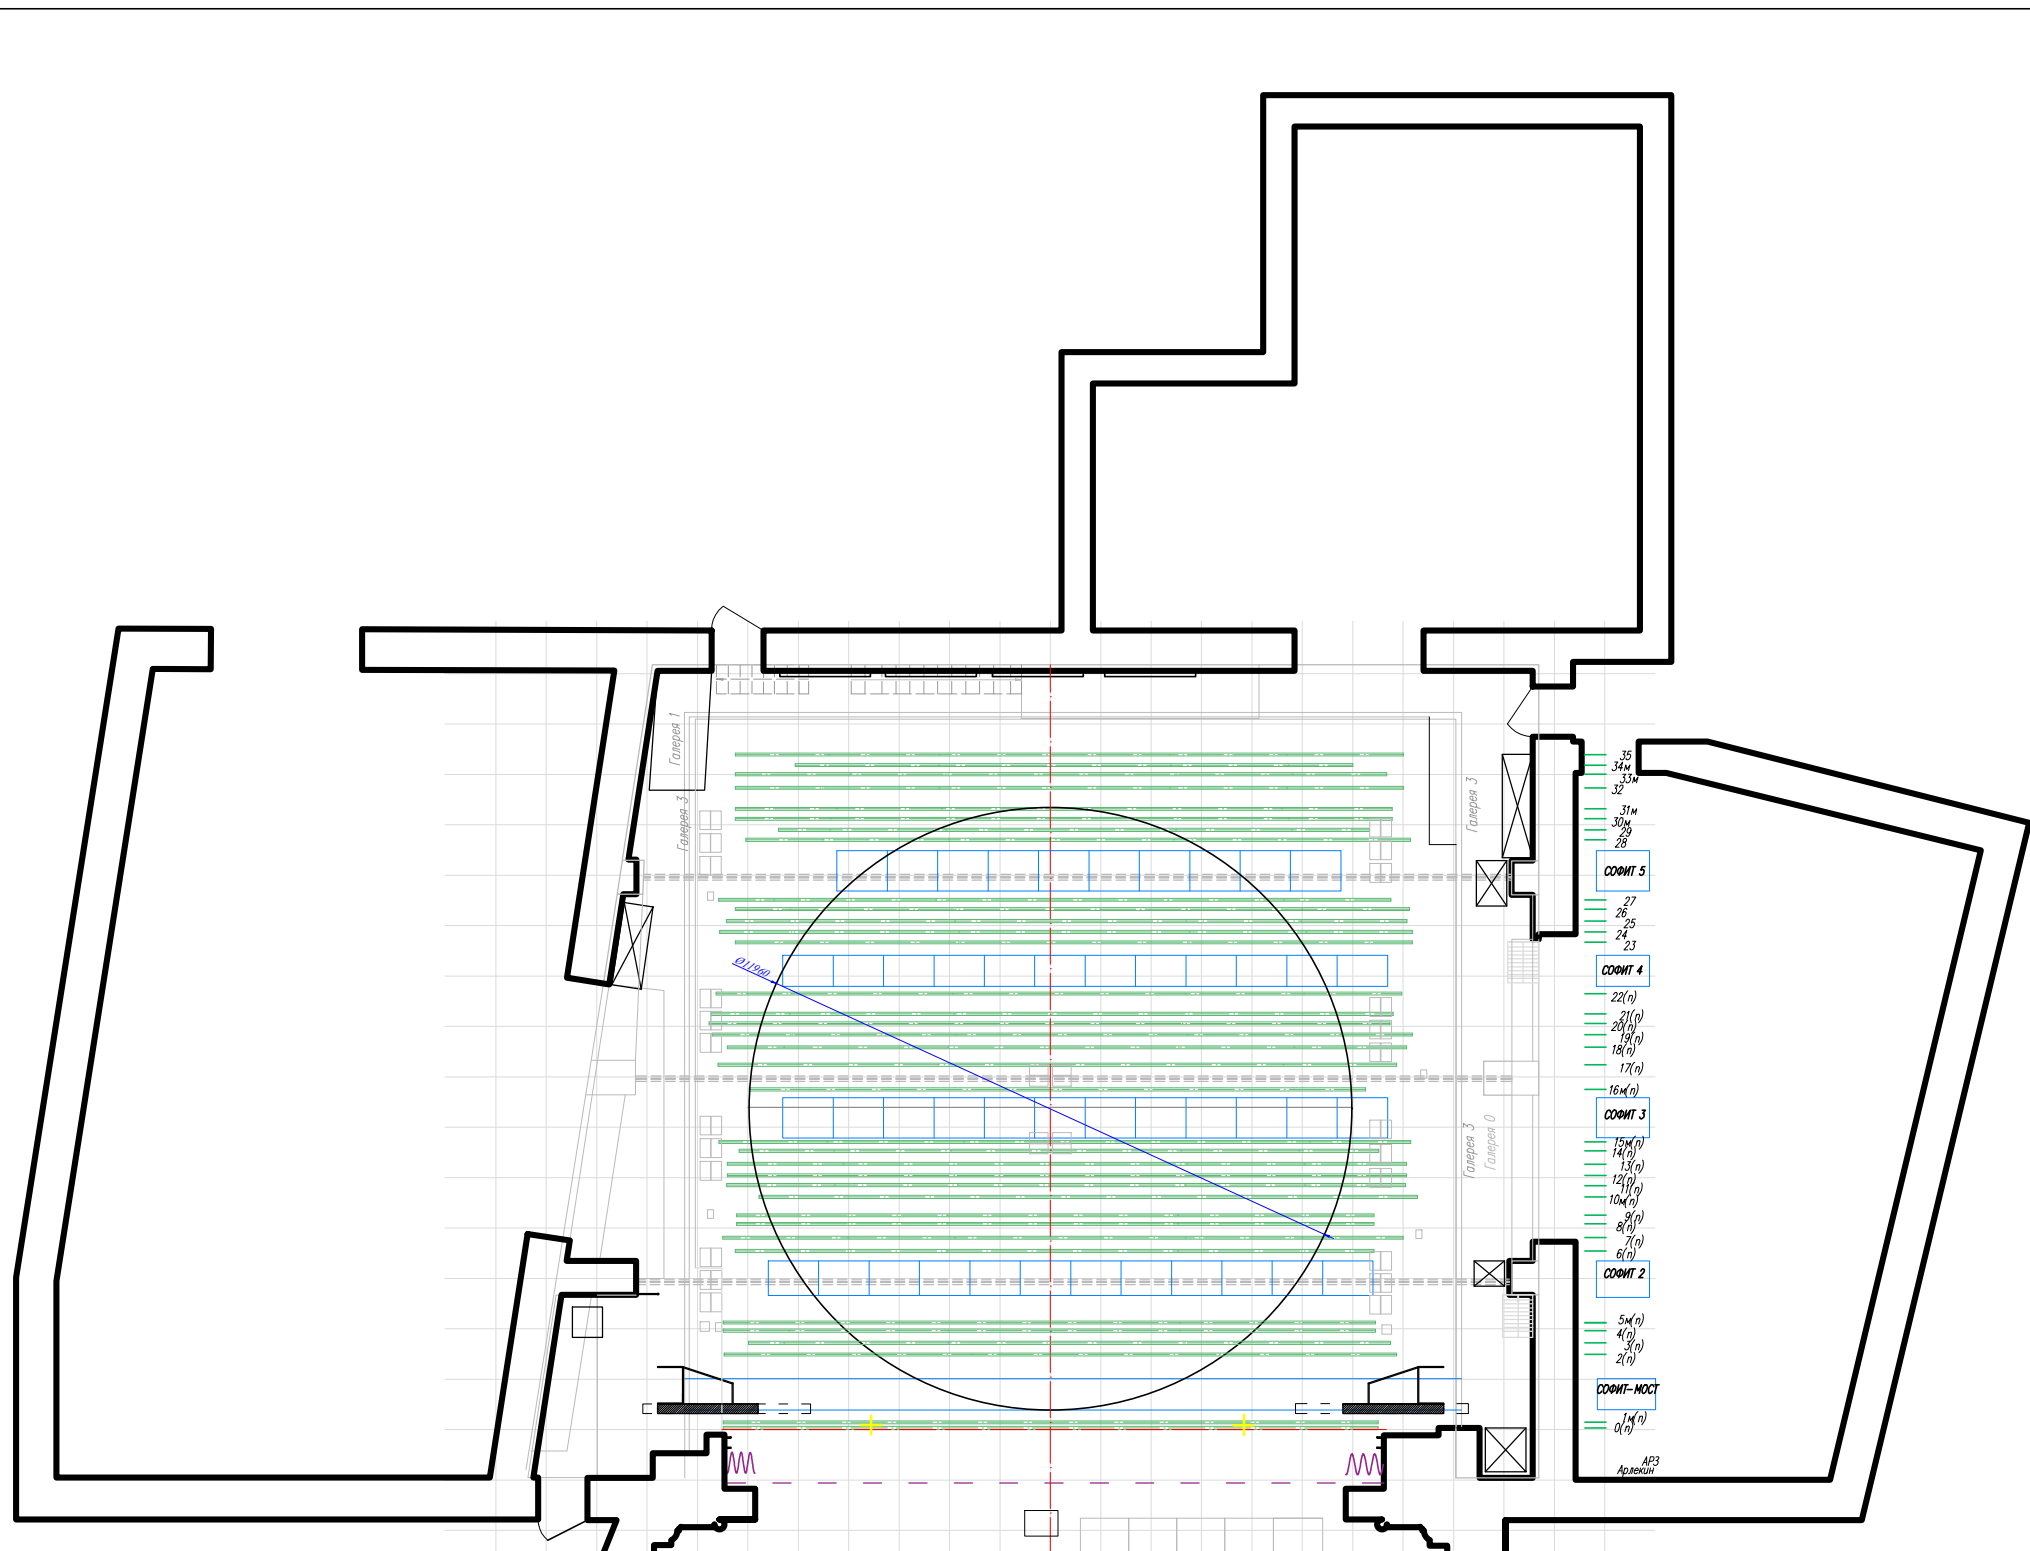 Галерея 1
Галерея 3
Галерея 3
Ø11960
Галерея 3
Галерея 0
35
34м
33м
32
31м
30м
29
28
СОФИТ 5
27
26
25
24
23
СОФИТ 4
22(п)
21(п)
20(п)
19(п)
18(п)
17(п)
16м(п)
СОФИТ 3
15м(п)
14(п)
13(п)
12(п)
11(п)
10м(п)
9(п)
8(п)
7(п)
6(п)
СОФИТ 2
5м(п)
4(п)
3(п)
2(п)
СОФИТ-МОСТ
1м(п)
0(п)
АРЗ
Арлекин